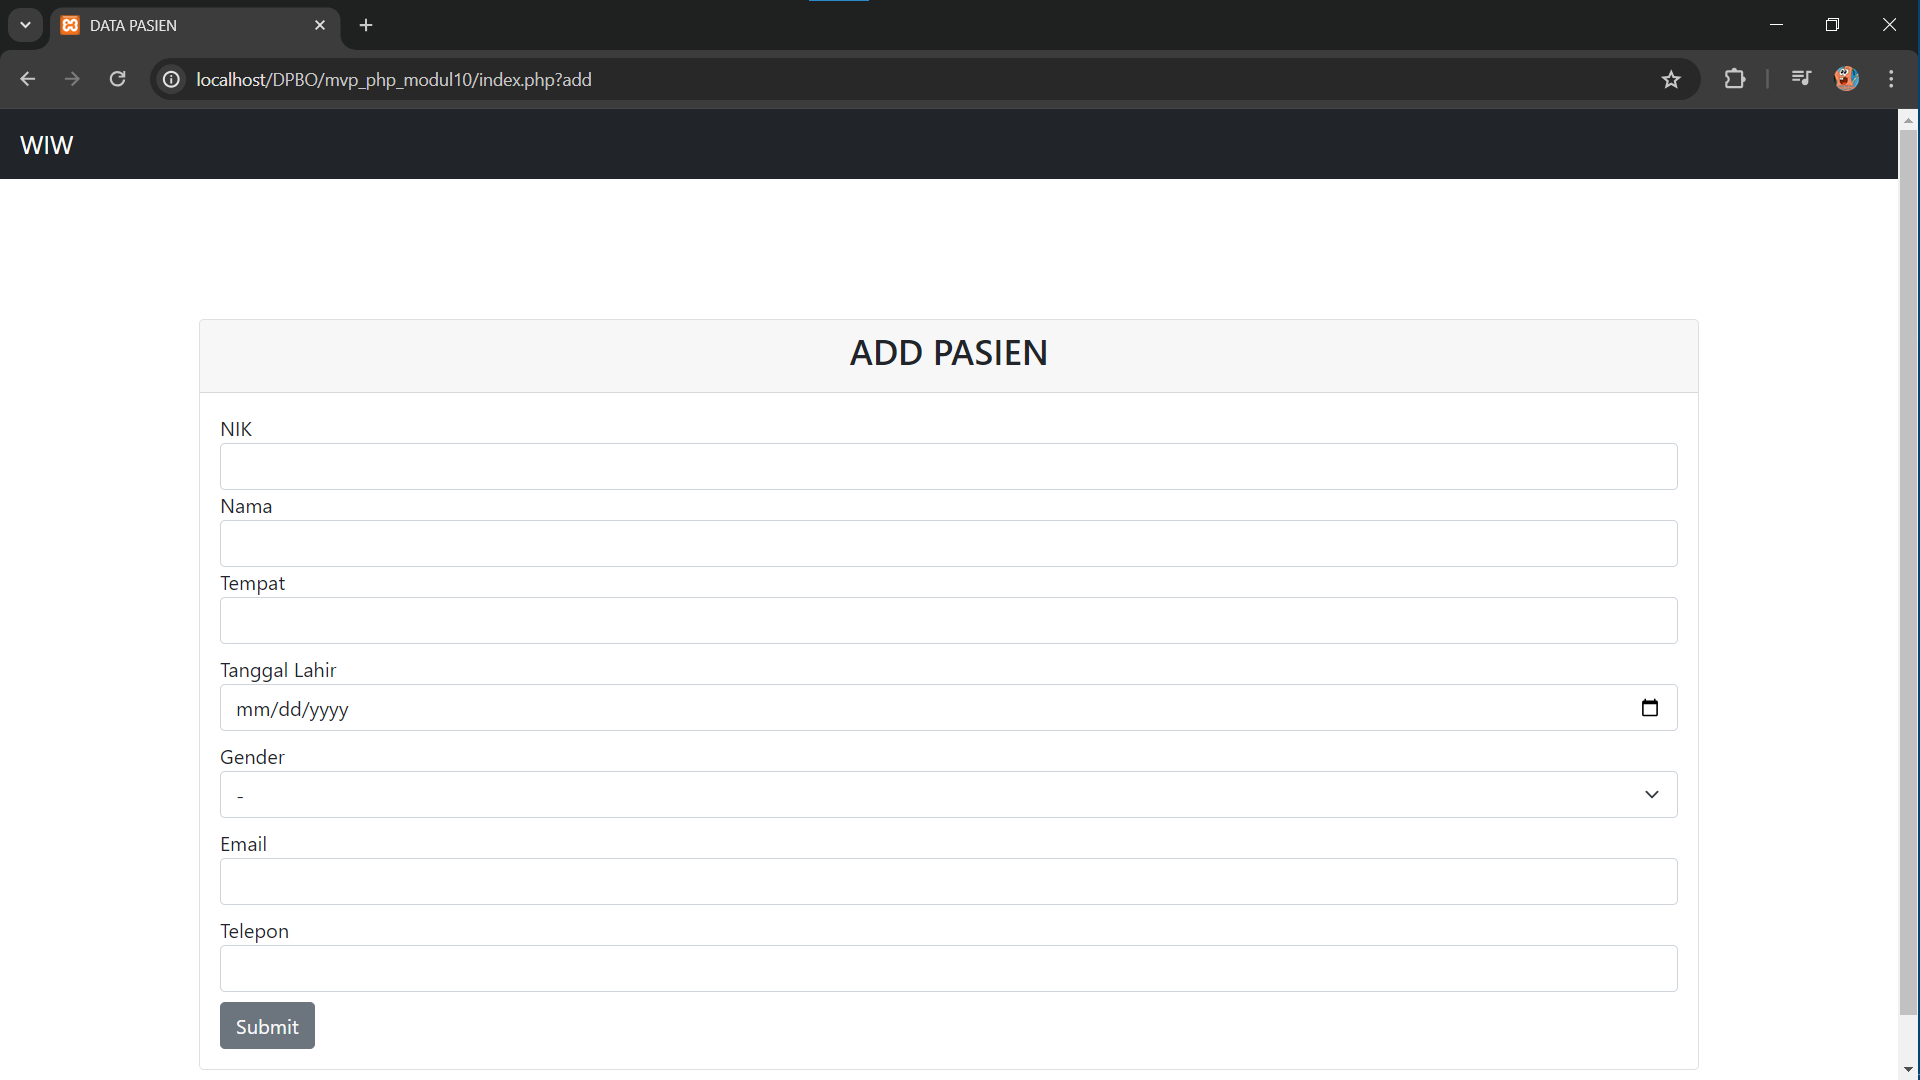 DATA PASIEN
localhost/DPBO/mvp_php_modul10/index.php?add
WIW
ADD PASIEN
NIK
Nama
Tempat
Tanggal Lahir
mm/dd/yyyy
Gender
-
Email
Telepon
Submit